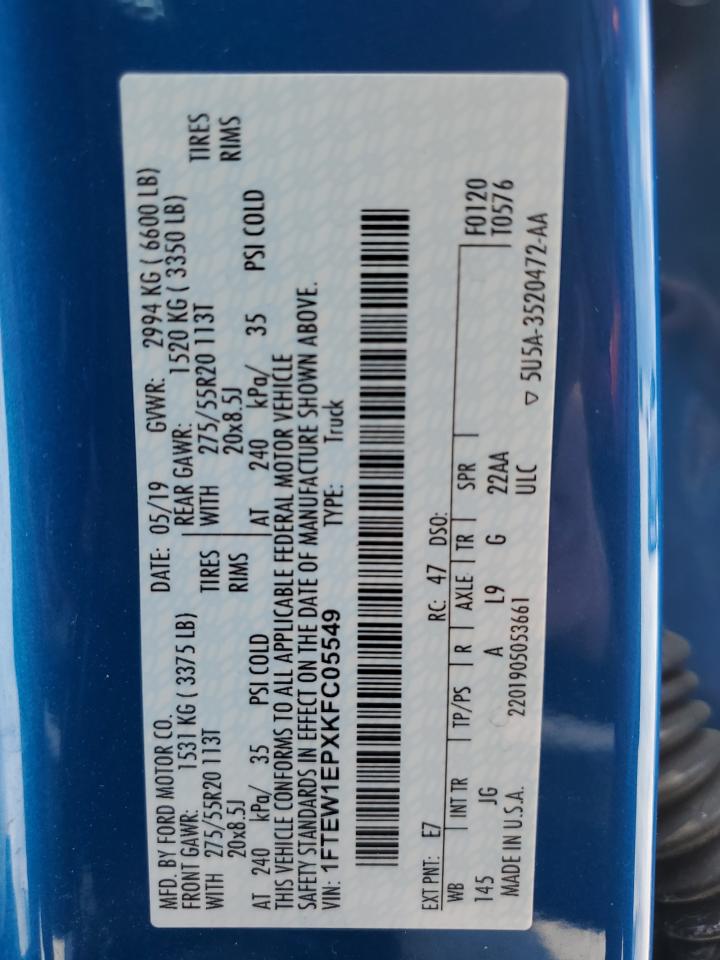 MFD. BY FORD MOTOR CO. DATE: 05/19 GVWR: 2994 KG ( 6600 LB)
FRONT GAWR: 1531 KG ( 3375 LB) REAR GAWR: 1520 KG ( 3350 LB)
WITH 275/55R20 113T TIRES WITH 275/55R20 113T TIRES
20x8.5J RIMS 20x8.5J RIMS
AT 240 kPa/ 35 PSI COLD AT 240 kPa/ 35 PSI COLD
THIS VEHICLE CONFORMS TO ALL APPLICABLE FEDERAL MOTOR VEHICLE
SAFETY STANDARDS IN EFFECT ON THE DATE OF MANUFACTURE SHOWN ABOVE.
VIN: 1FTEW1EPXKFC05549 TYPE: Truck
EXT PNT: E7 RC: 47 DSO:
WB INT TR TP/PS R AXLE TR SPR F0120
T0576
145 JG A L9 G 22AA
MADE IN U.S.A. 2201905053661 ULC
▽ 5U5A-3520472-AA